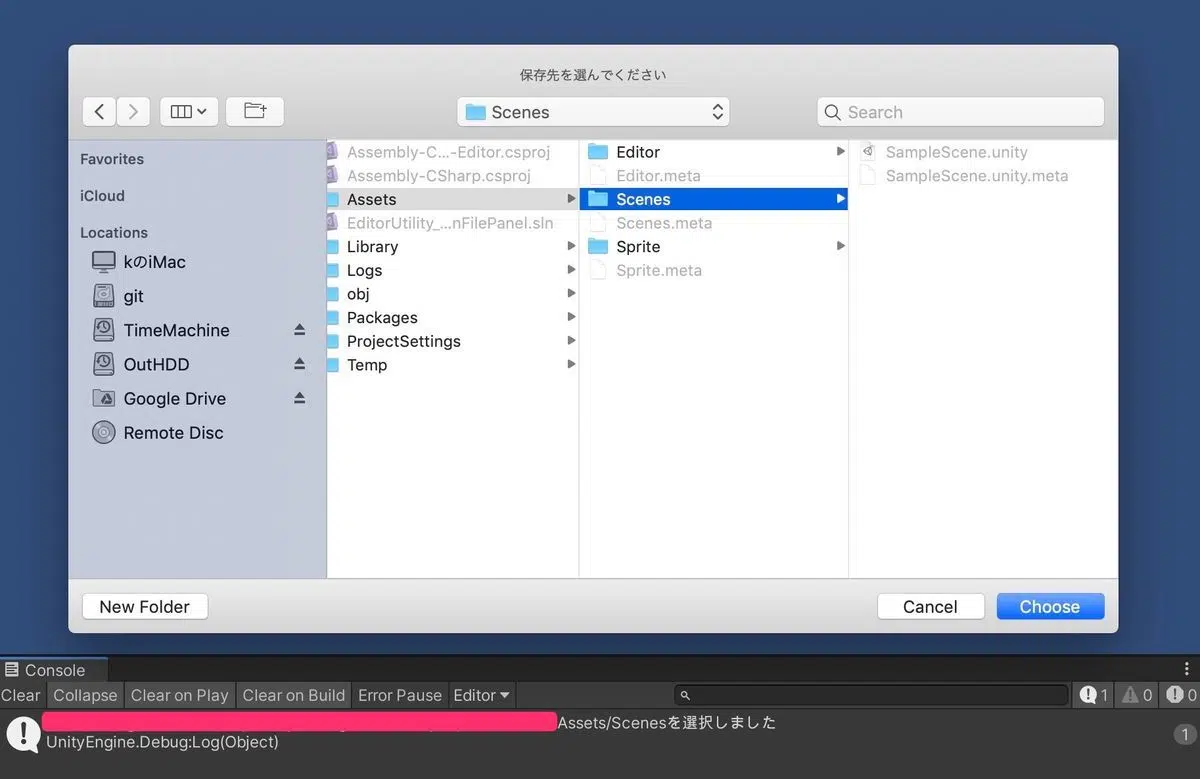 保存先を選んでください
Scenes
Search
Favorites
iCloud
Locations
kのiMac
git
TimeMachine
OutHDD
Google Drive
Remote Disc
Assembly-C...-Editor.csproj
Assembly-CSharp.csproj
Assets
EditorUtility_...nFilePanel.sln
Library
Logs
obj
Packages
ProjectSettings
Temp
Editor
Editor.meta
Scenes
Scenes.meta
Sprite
Sprite.meta
SampleScene.unity
SampleScene.unity.meta
New Folder
Cancel
Choose
Console
Clear
Collapse
Clear on Play
Clear on Build
Error Pause
Editor
1
0
0
Assets/Scenesを選択しました
UnityEngine.Debug:Log(Object)
1